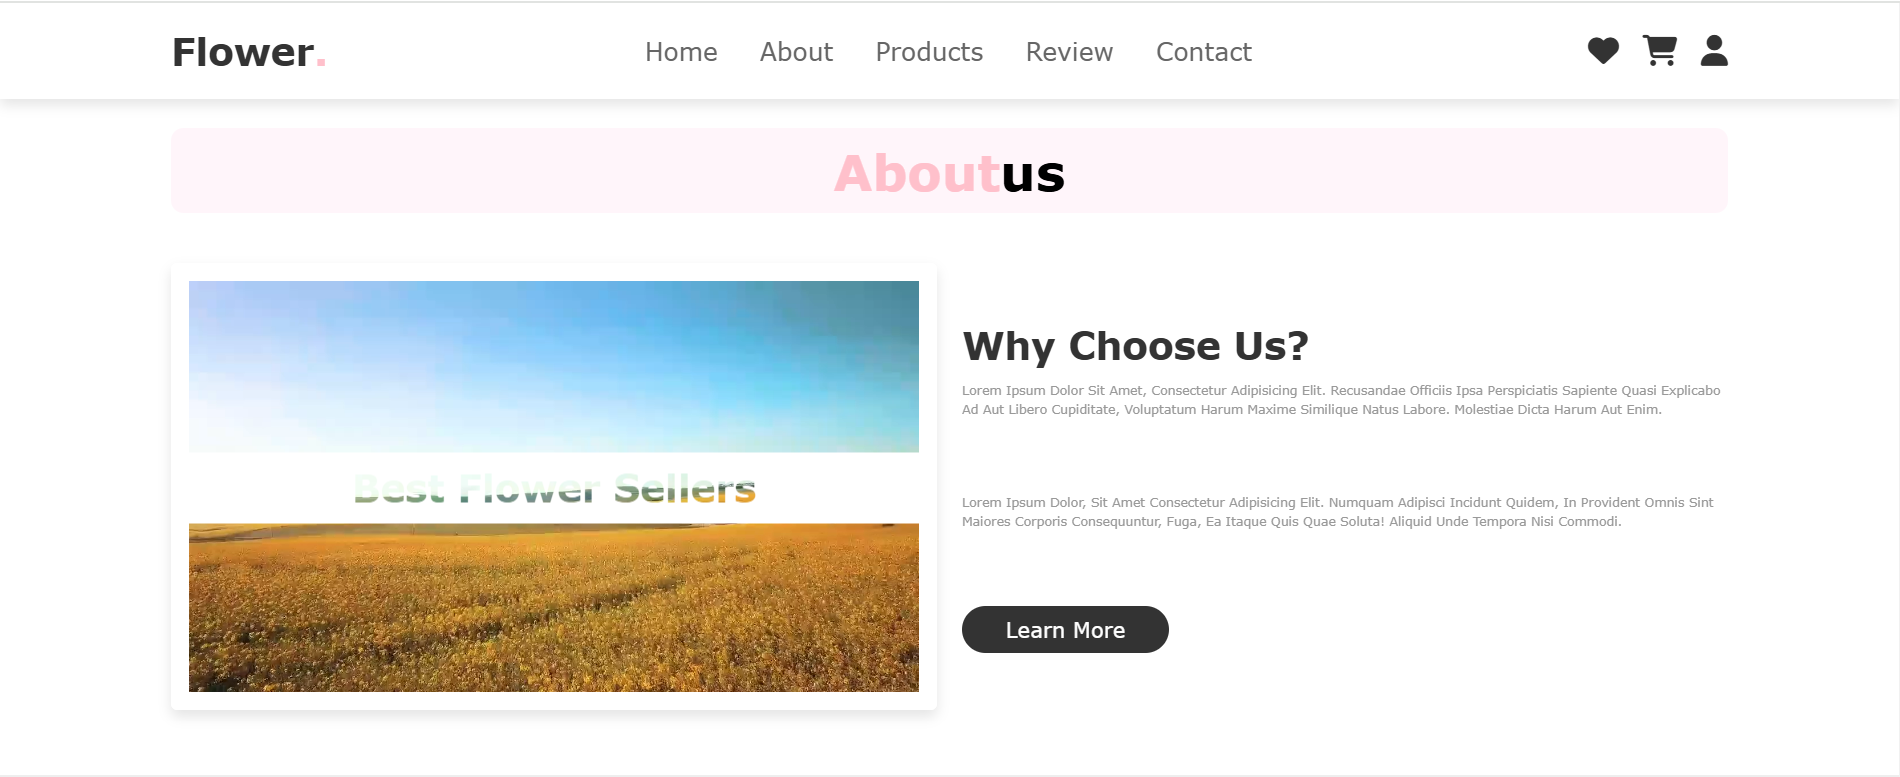 Flower.
Home About Products Review Contact
Aboutus
Best Flower Sellers
Why Choose Us?
Lorem Ipsum Dolor Sit Amet, Consectetur Adipisicing Elit. Recusandae Officiis Ipsa Perspiciatis Sapiente Quasi Explicabo
Ad Aut Libero Cupiditate, Voluptatum Harum Maxime Similique Natus Labore. Molestiae Dicta Harum Aut Enim.
Lorem Ipsum Dolor, Sit Amet Consectetur Adipisicing Elit. Numquam Adipisci Incidunt Quidem, In Provident Omnis Sint
Maiores Corporis Consequuntur, Fuga, Ea Itaque Quis Quae Soluta! Aliquid Unde Tempora Nisi Commodi.
Learn More